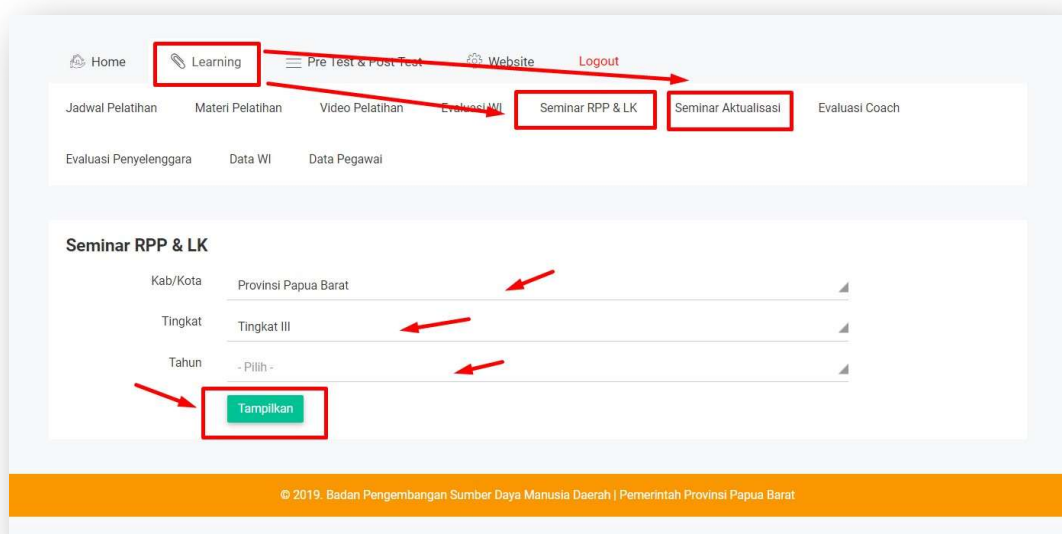 Home Learning Pre Test & Post Test Website Logout
Jadwal Pelatihan Materi Pelatihan Video Pelatihan Evaluasi WI Seminar RPP & LK Seminar Aktualisasi Evaluasi Coach
Evaluasi Penyelenggara Data WI Data Pegawai
Seminar RPP & LK
Kab/Kota Provinsi Papua Barat
Tingkat Tingkat III
Tahun - Pilih -
Tampilkan
© 2019. Badan Pengembangan Sumber Daya Manusia Daerah | Pemerintah Provinsi Papua Barat